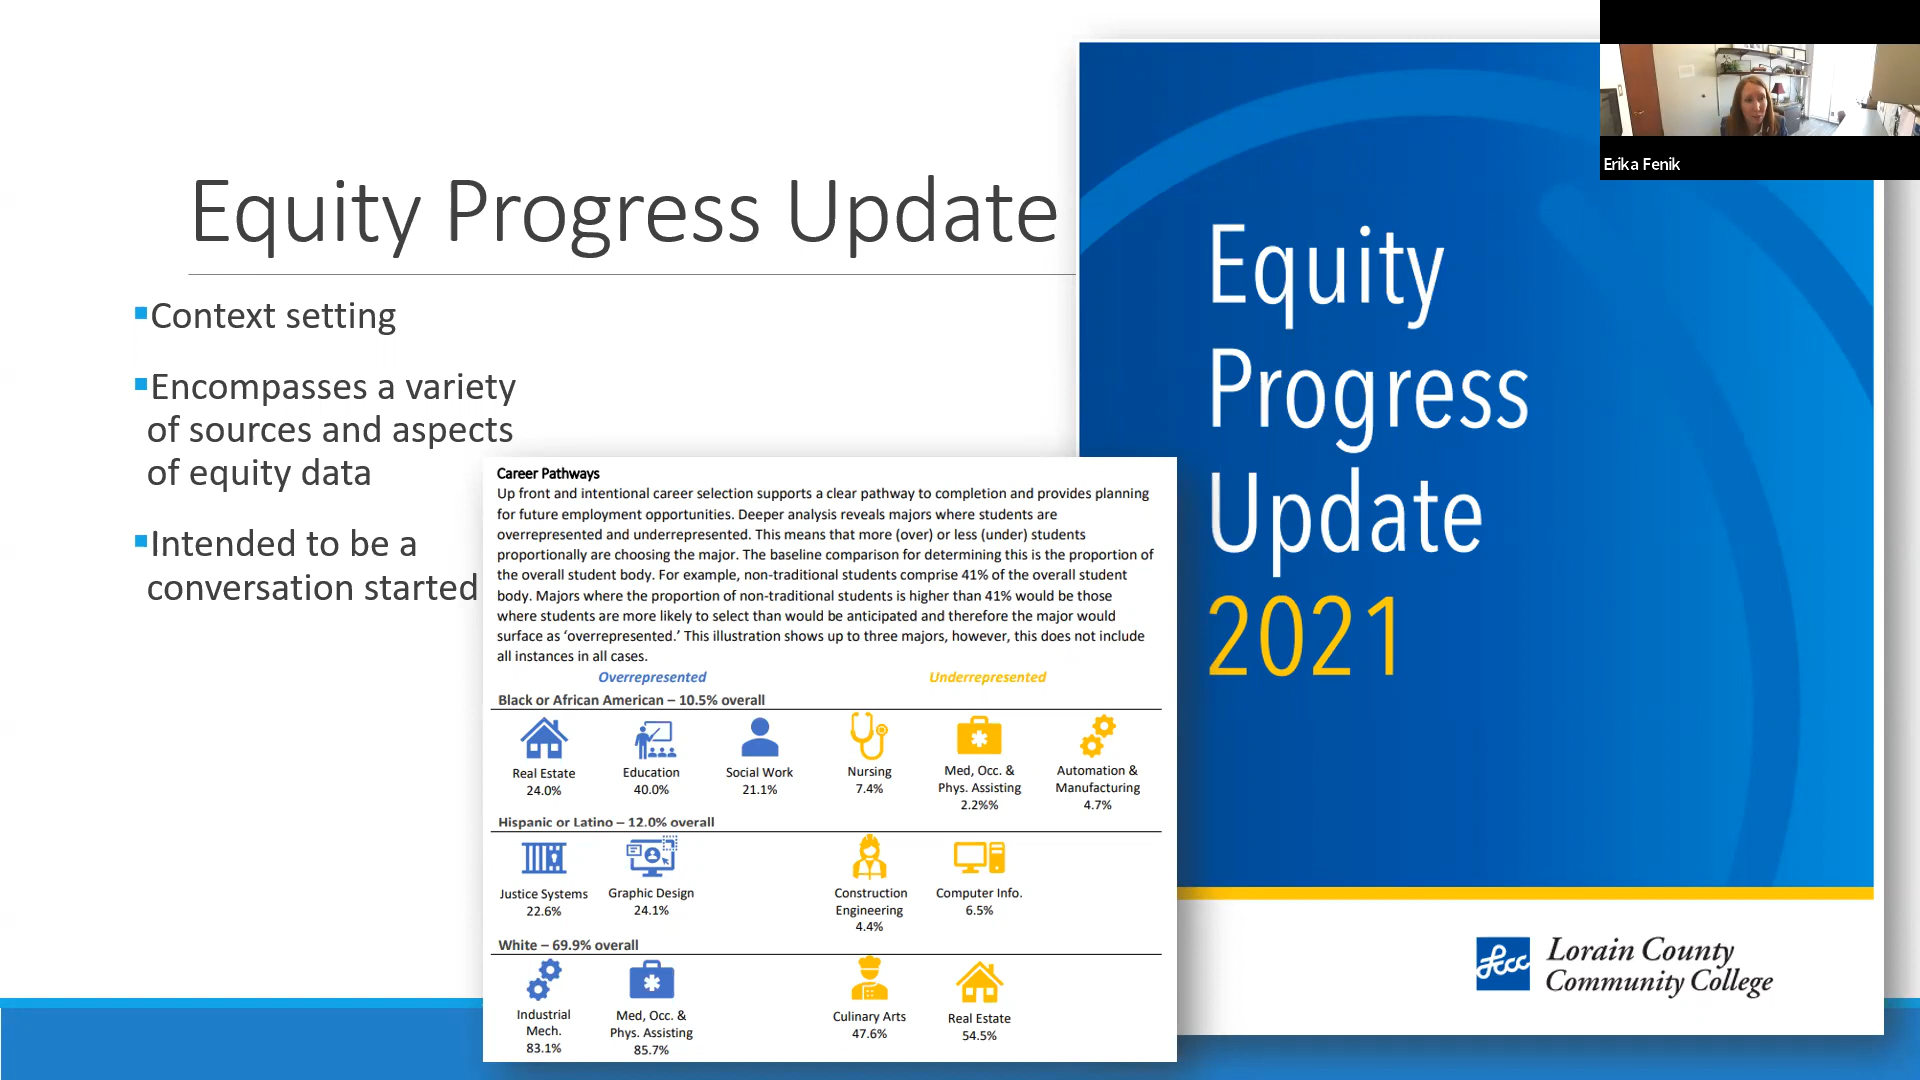 Equity Progress Update
▪Context setting
▪Encompasses a variety
of sources and aspects
of equity data
▪Intended to be a
conversation started
Career Pathways
Up front and intentional career selection supports a clear pathway to completion and provides planning
for future employment opportunities. Deeper analysis reveals majors where students are
overrepresented and underrepresented. This means that more (over) or less (under) students
proportionally are choosing the major. The baseline comparison for determining this is the proportion of
the overall student body. For example, non-traditional students comprise 41% of the overall student
body. Majors where the proportion of non-traditional students is higher than 41% would be those
where students are more likely to select than would be anticipated and therefore the major would
surface as ‘overrepresented.’ This illustration shows up to three majors, however, this does not include
all instances in all cases.
Overrepresented
Underrepresented
Black or African American – 10.5% overall
Real Estate
24.0%
Education
40.0%
Social Work
21.1%
Nursing
7.4%
Med, Occ. &
Phys. Assisting
2.2%%
Automation &
Manufacturing
4.7%
Hispanic or Latino – 12.0% overall
Justice Systems
22.6%
Graphic Design
24.1%
Construction
Engineering
4.4%
Computer Info.
6.5%
White – 69.9% overall
Industrial
Mech.
83.1%
Med, Occ. &
Phys. Assisting
85.7%
Culinary Arts
47.6%
Real Estate
54.5%
Equity
Progress
Update
2021
lccc
Lorain County
Community College
Erika Fenik